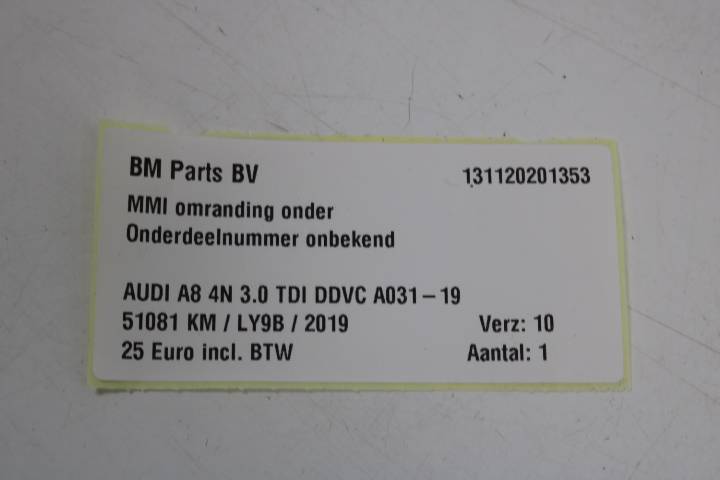 BM Parts BV 131120201353
MMI omranding onder
Onderdeelnummer onbekend
AUDI A8 4N 3.0 TDI DDVC A031-19
51081 KM / LY9B / 2019 Verz: 10
25 Euro incl. BTW Aantal: 1